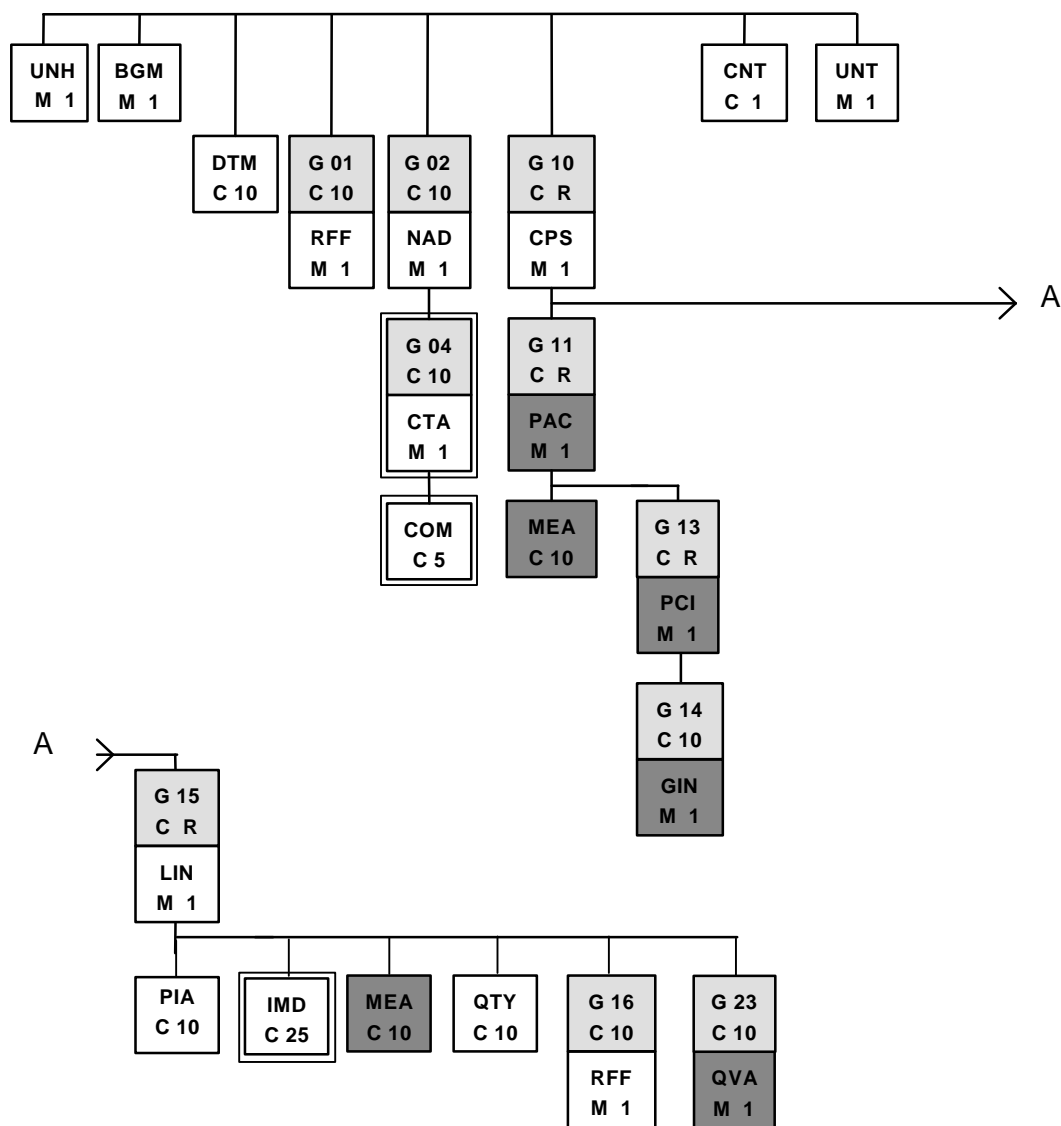 UNH
M 1
BGM
M 1
CNT
C 1
UNT
M 1
DTM
C 10
G 01
C 10
RFF
M 1
G 02
C 10
NAD
M 1
G 10
C R
CPS
M 1
A
G 04
C 10
CTA
M 1
G 11
C R
PAC
M 1
COM
C 5
MEA
C 10
G 13
C R
PCI
M 1
G 14
C 10
GIN
M 1
A
G 15
C R
LIN
M 1
PIA
C 10
IMD
C 25
MEA
C 10
QTY
C 10
G 16
C 10
RFF
M 1
G 23
C 10
QVA
M 1